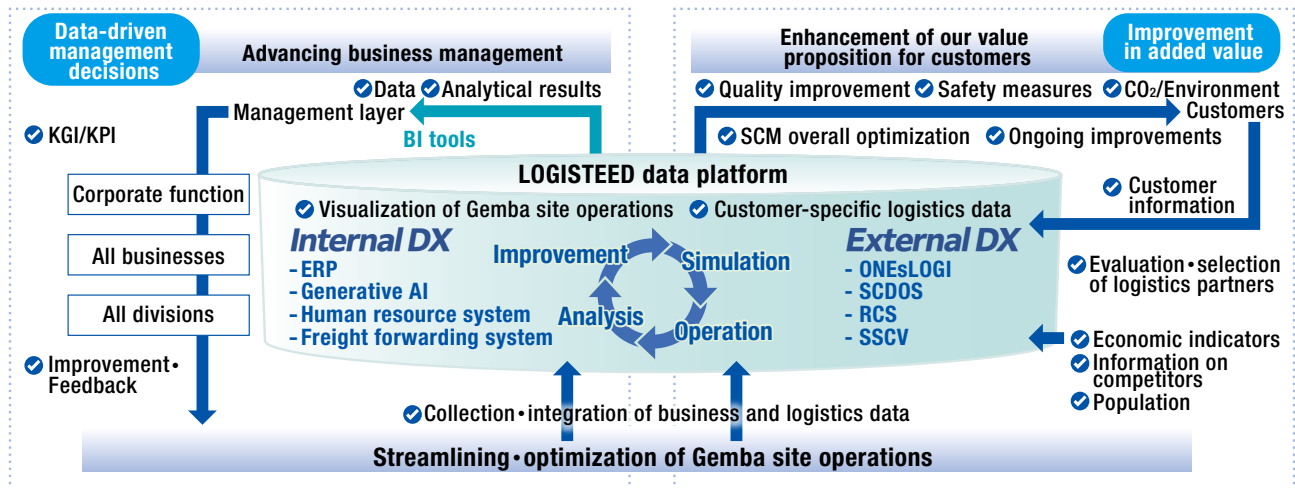 Data-driven
management
decisions
Advancing business management
Enhancement of our value
proposition for customers
Improvement
in added value
Data
Analytical results
Management layer
BI tools
KGI/KPI
Corporate function
All businesses
All divisions
Improvement•
Feedback
Quality improvement
Safety measures
CO₂/Environment
Customers
SCM overall optimization
Ongoing improvements
Customer
information
LOGISTEED data platform
Visualization of Gemba site operations
Customer-specific logistics data
Internal DX
- ERP
- Generative AI
- Human resource system
- Freight forwarding system
Improvement
Simulation
Analysis
Operation
External DX
- ONEsLOGI
- SCDOS
- RCS
- SSCV
Evaluation•selection
of logistics partners
Economic indicators
Information on
competitors
Population
Collection•integration of business and logistics data
Streamlining•optimization of Gemba site operations